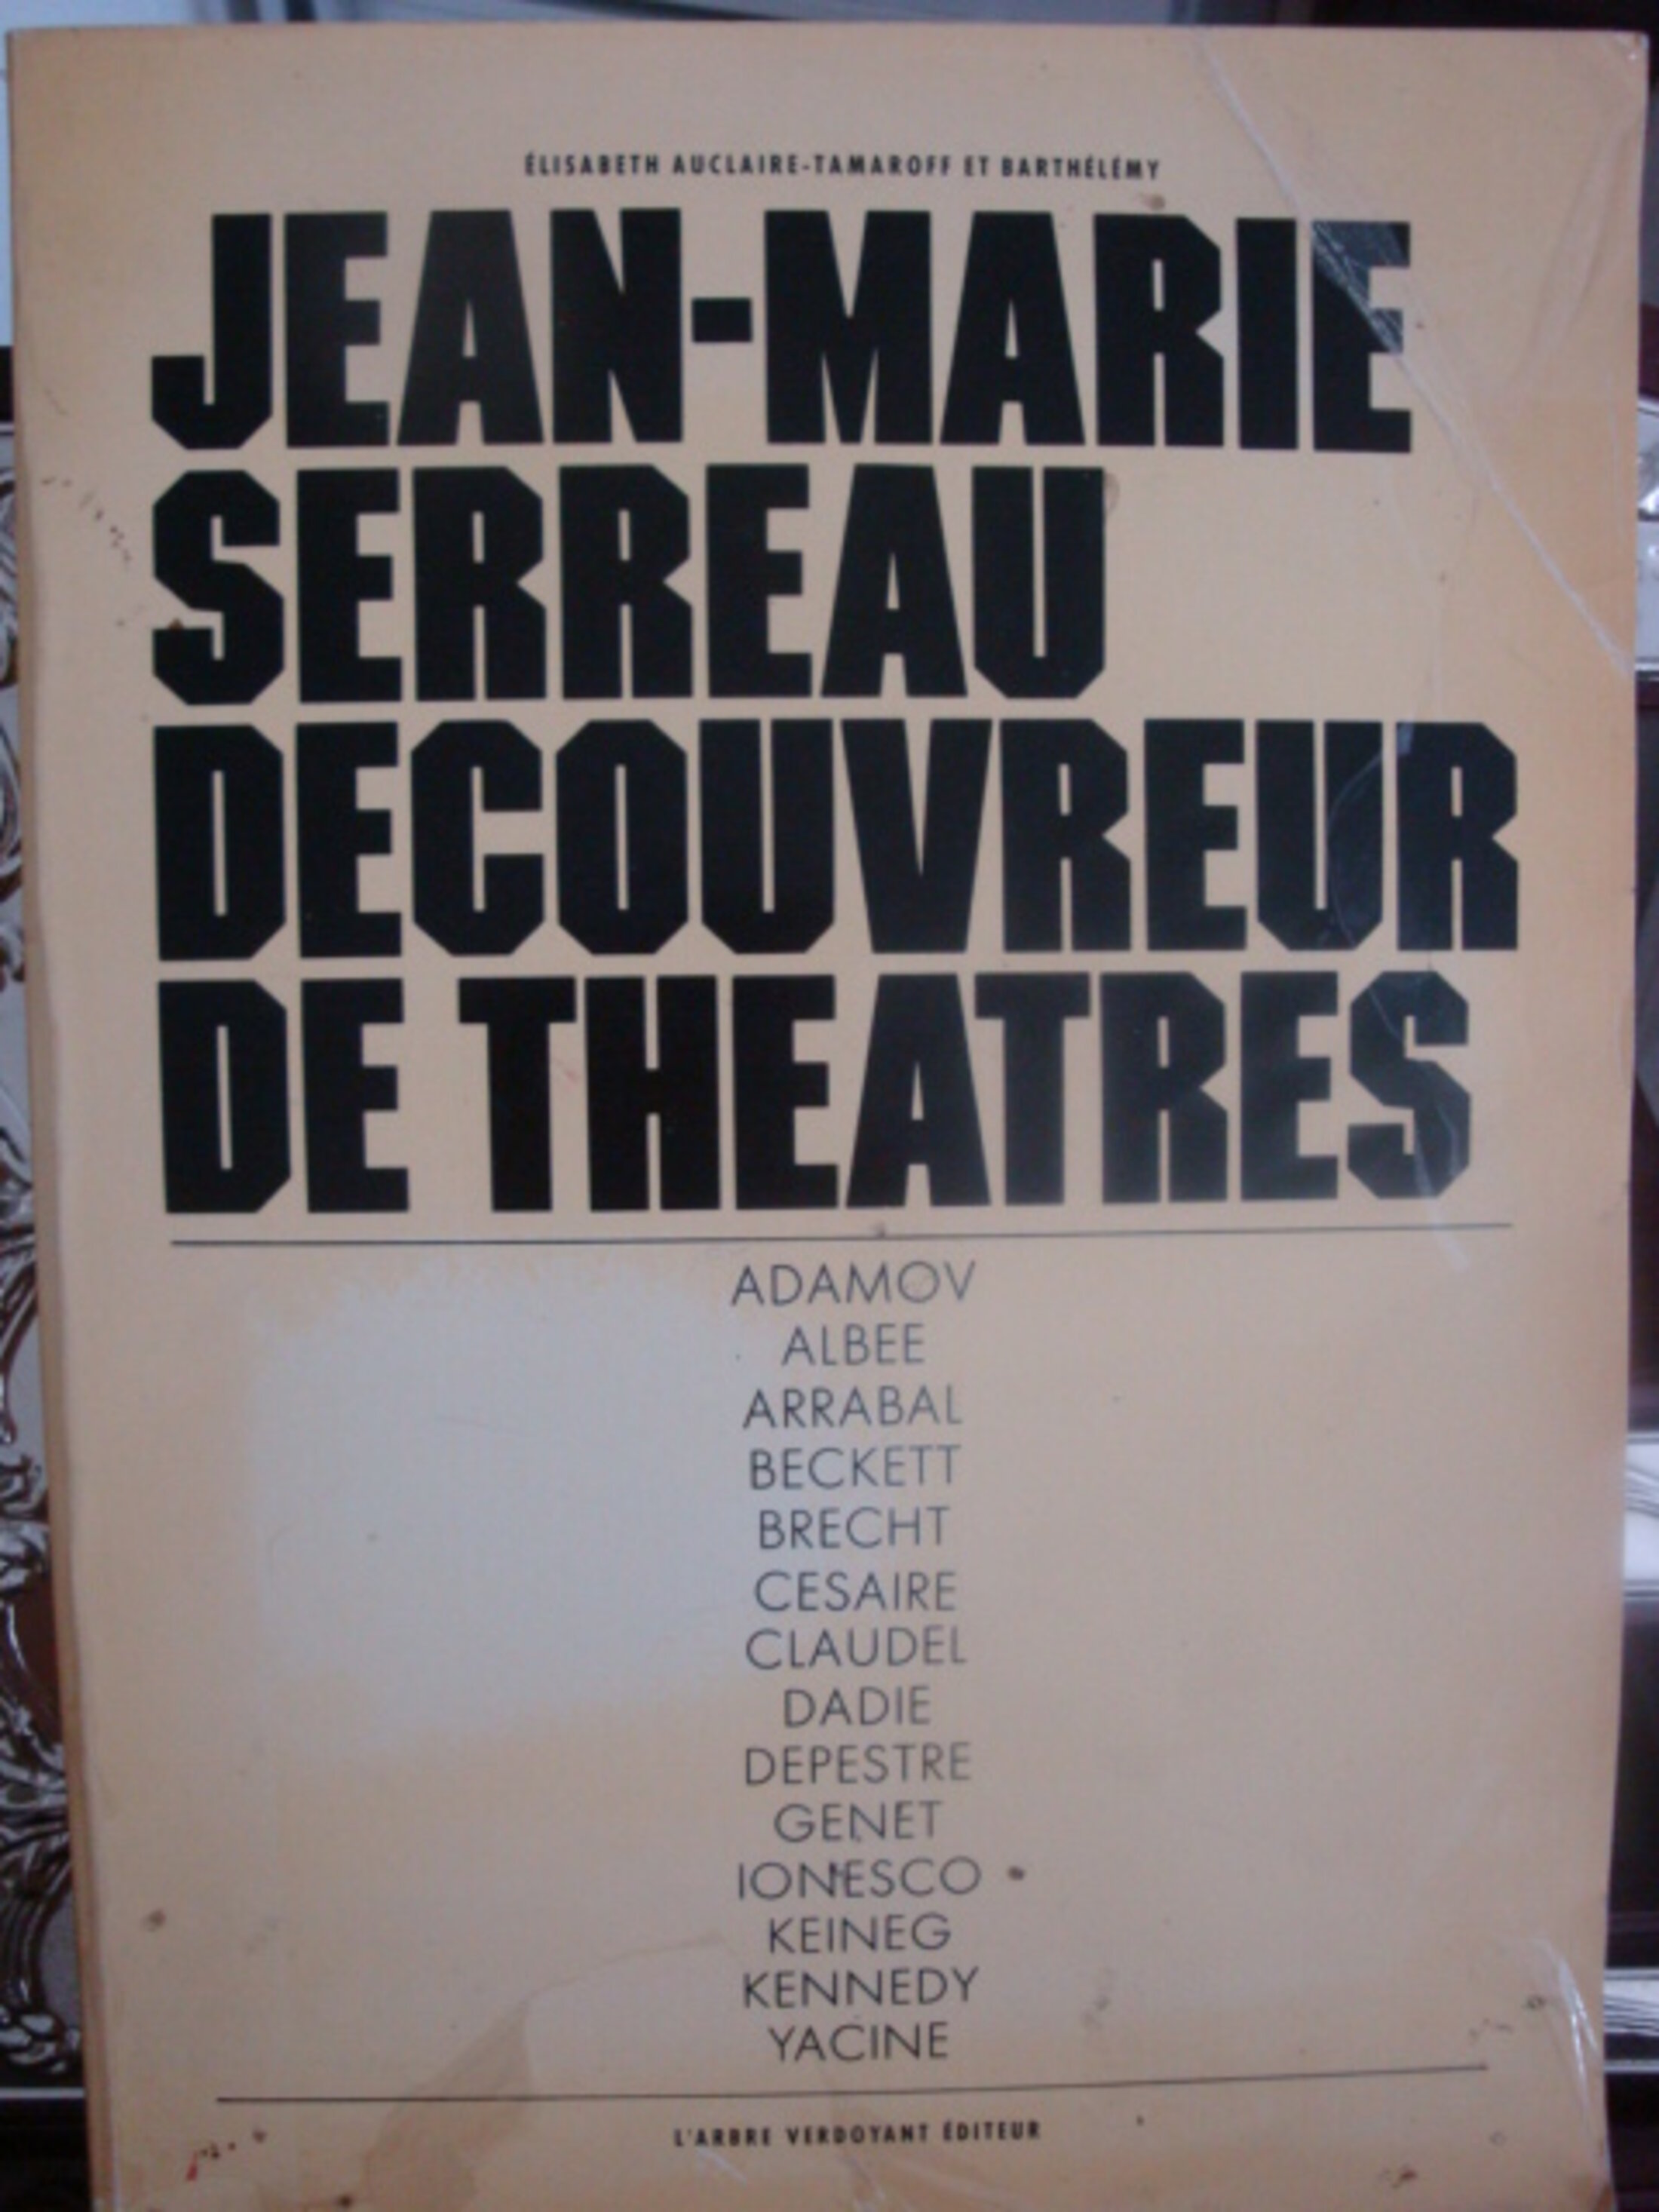 ÉLISABETH AUCLAIRE-TAMAROFF ET BARTHÉLÉMY
JEAN-MARIE
SERREAU
DECOUVREUR
DE THEATRES
ADAMOV
ALBEE
ARRABAL
BECKETT
BRECHT
CESAIRE
CLAUDEL
DADIE
DEPESTRE
GENET
IONESCO
KEINEG
KENNEDY
YACINE
L'ARBRE VERDOYANT ÉDITEUR